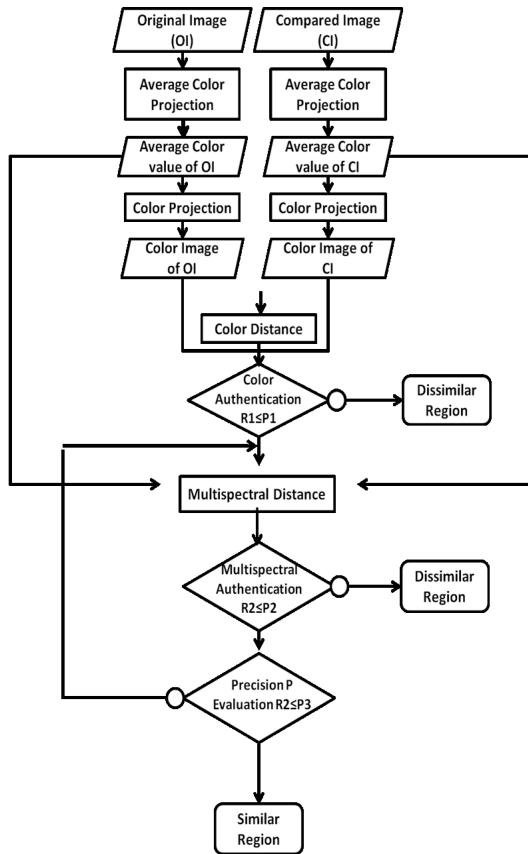 Original Image
(OI)
Compared Image
(CI)
Average Color
Projection
Average Color
Projection
Average Color
value of OI
Average Color
value of CI
Color Projection
Color Projection
Color Image
of OI
Color Image of
CI
Color Distance
Color
Authentication
R1≤P1
Dissimilar
Region
Multispectral Distance
Multispectral
Authentication
R2≤P2
Dissimilar
Region
Precision P
Evaluation R2≤P3
Similar
Region